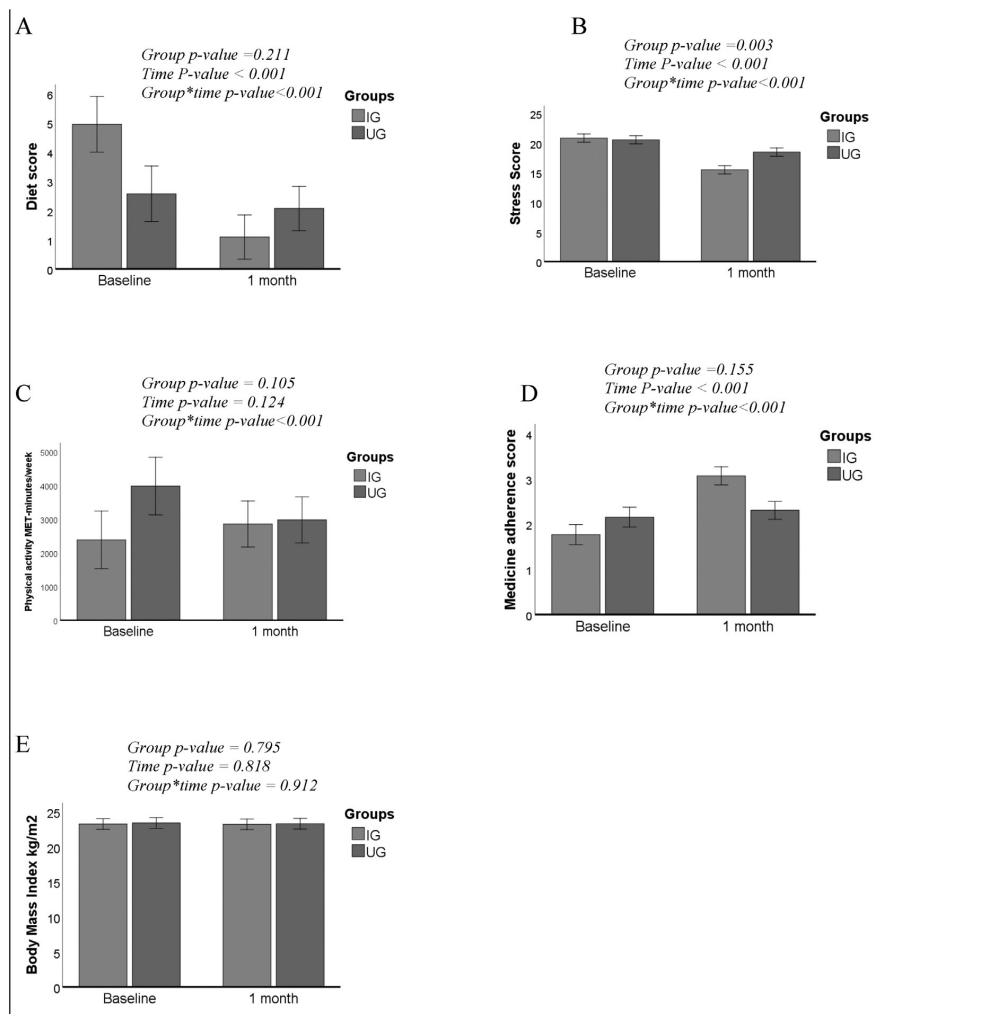 A
Group p-value =0.211
Time P-value < 0.001
Group*time p-value<0.001
Groups
IG
UG
Diet score
6
5
4
3
2
1
0
Baseline
1 month
B
Group p-value =0.003
Time P-value < 0.001
Group*time p-value<0.001
Groups
IG
UG
Stress Score
25
20
15
10
5
0
Baseline
1 month
C
Group p-value = 0.105
Time p-value = 0.124
Group*time p-value<0.001
Groups
IG
UG
Physical activity MET-minutes/week
5000
4000
3000
2000
1000
0
Baseline
1 month
D
Group p-value =0.155
Time P-value < 0.001
Group*time p-value<0.001
Groups
IG
UG
Medicine adherence score
4
3
2
1
0
Baseline
1 month
E
Group p-value = 0.795
Time p-value = 0.818
Group*time p-value = 0.912
Groups
IG
UG
Body Mass Index kg/m2
25
20
15
10
5
0
Baseline
1 month